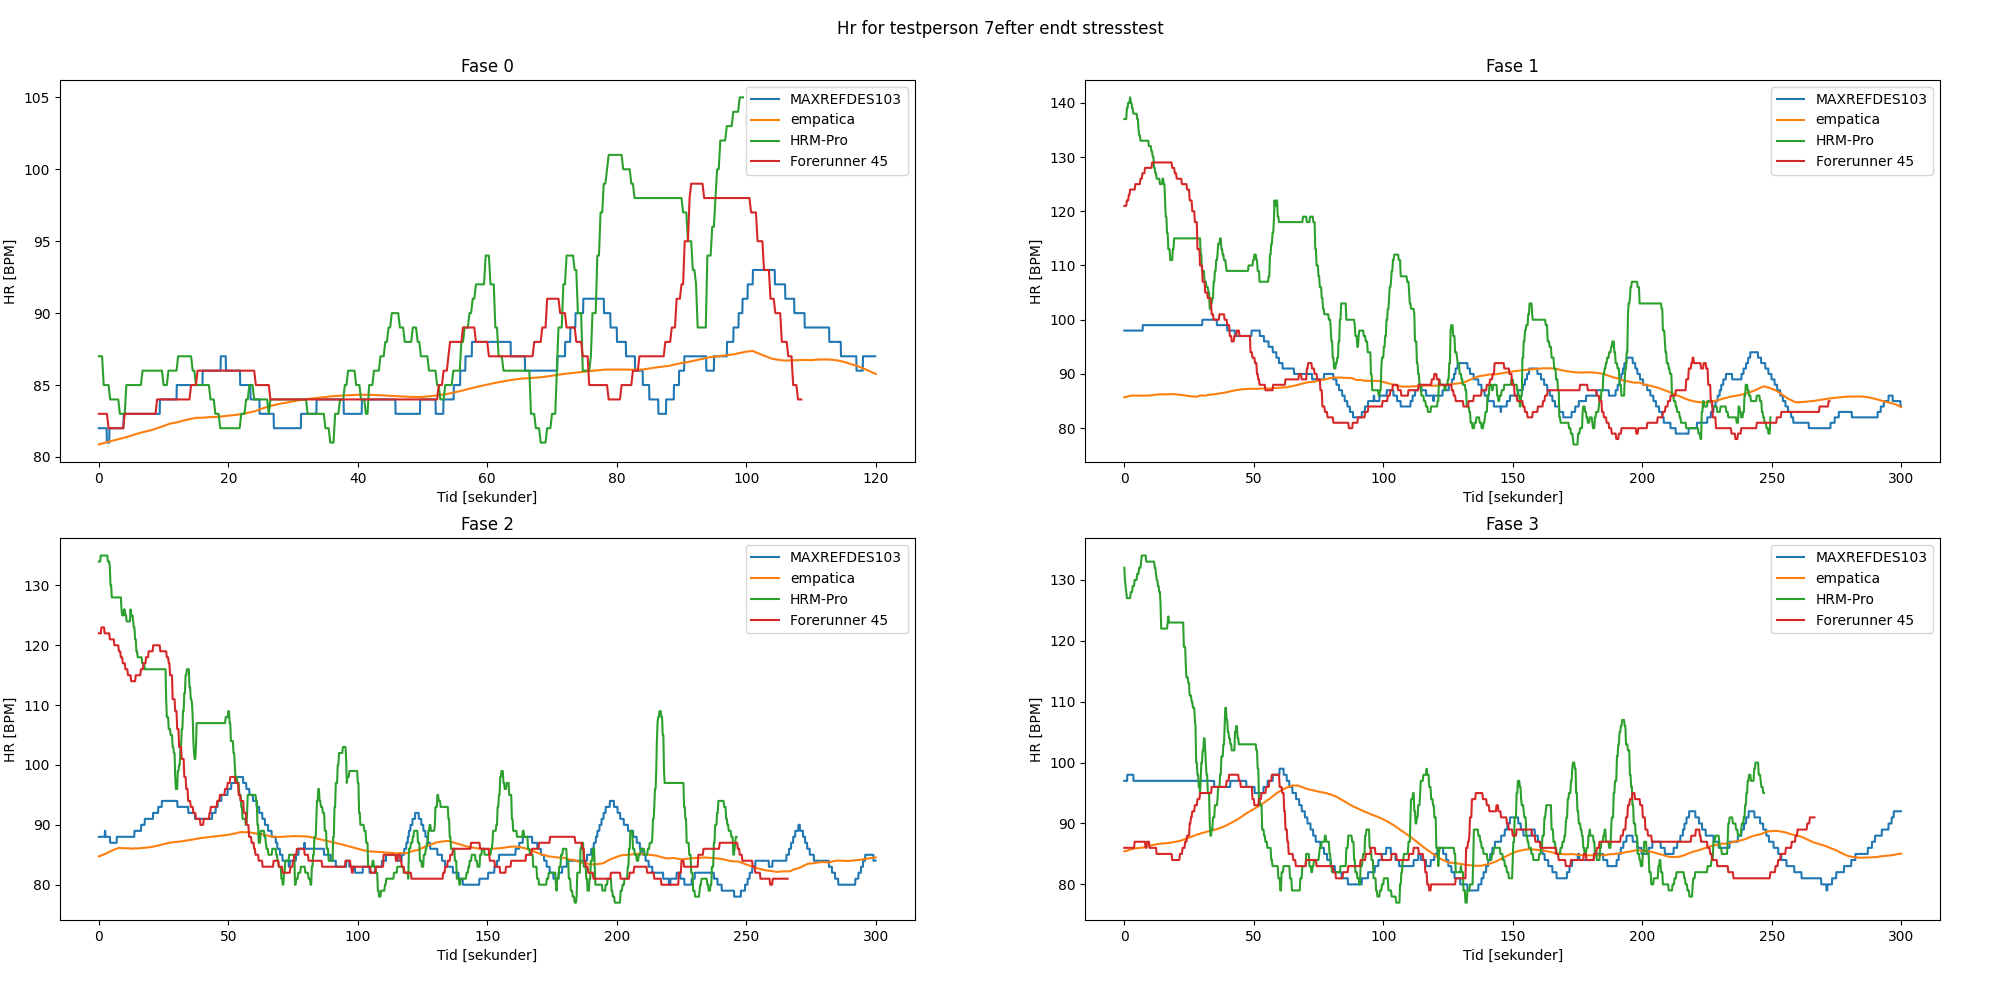 Hr for testperson 7efter endt stresstest
Fase 0
HR [BPM]
105
100
95
90
85
80
0 20 40 60 80 100 120
Tid [sekunder]
MAXREFDES103
empatica
HRM-Pro
Forerunner 45
Fase 1
HR [BPM]
140
130
120
110
100
90
80
0 50 100 150 200 250 300
Tid [sekunder]
MAXREFDES103
empatica
HRM-Pro
Forerunner 45
Fase 2
HR [BPM]
130
120
110
100
90
80
0 50 100 150 200 250 300
Tid [sekunder]
MAXREFDES103
empatica
HRM-Pro
Forerunner 45
Fase 3
HR [BPM]
130
120
110
100
90
80
0 50 100 150 200 250 300
Tid [sekunder]
MAXREFDES103
empatica
HRM-Pro
Forerunner 45